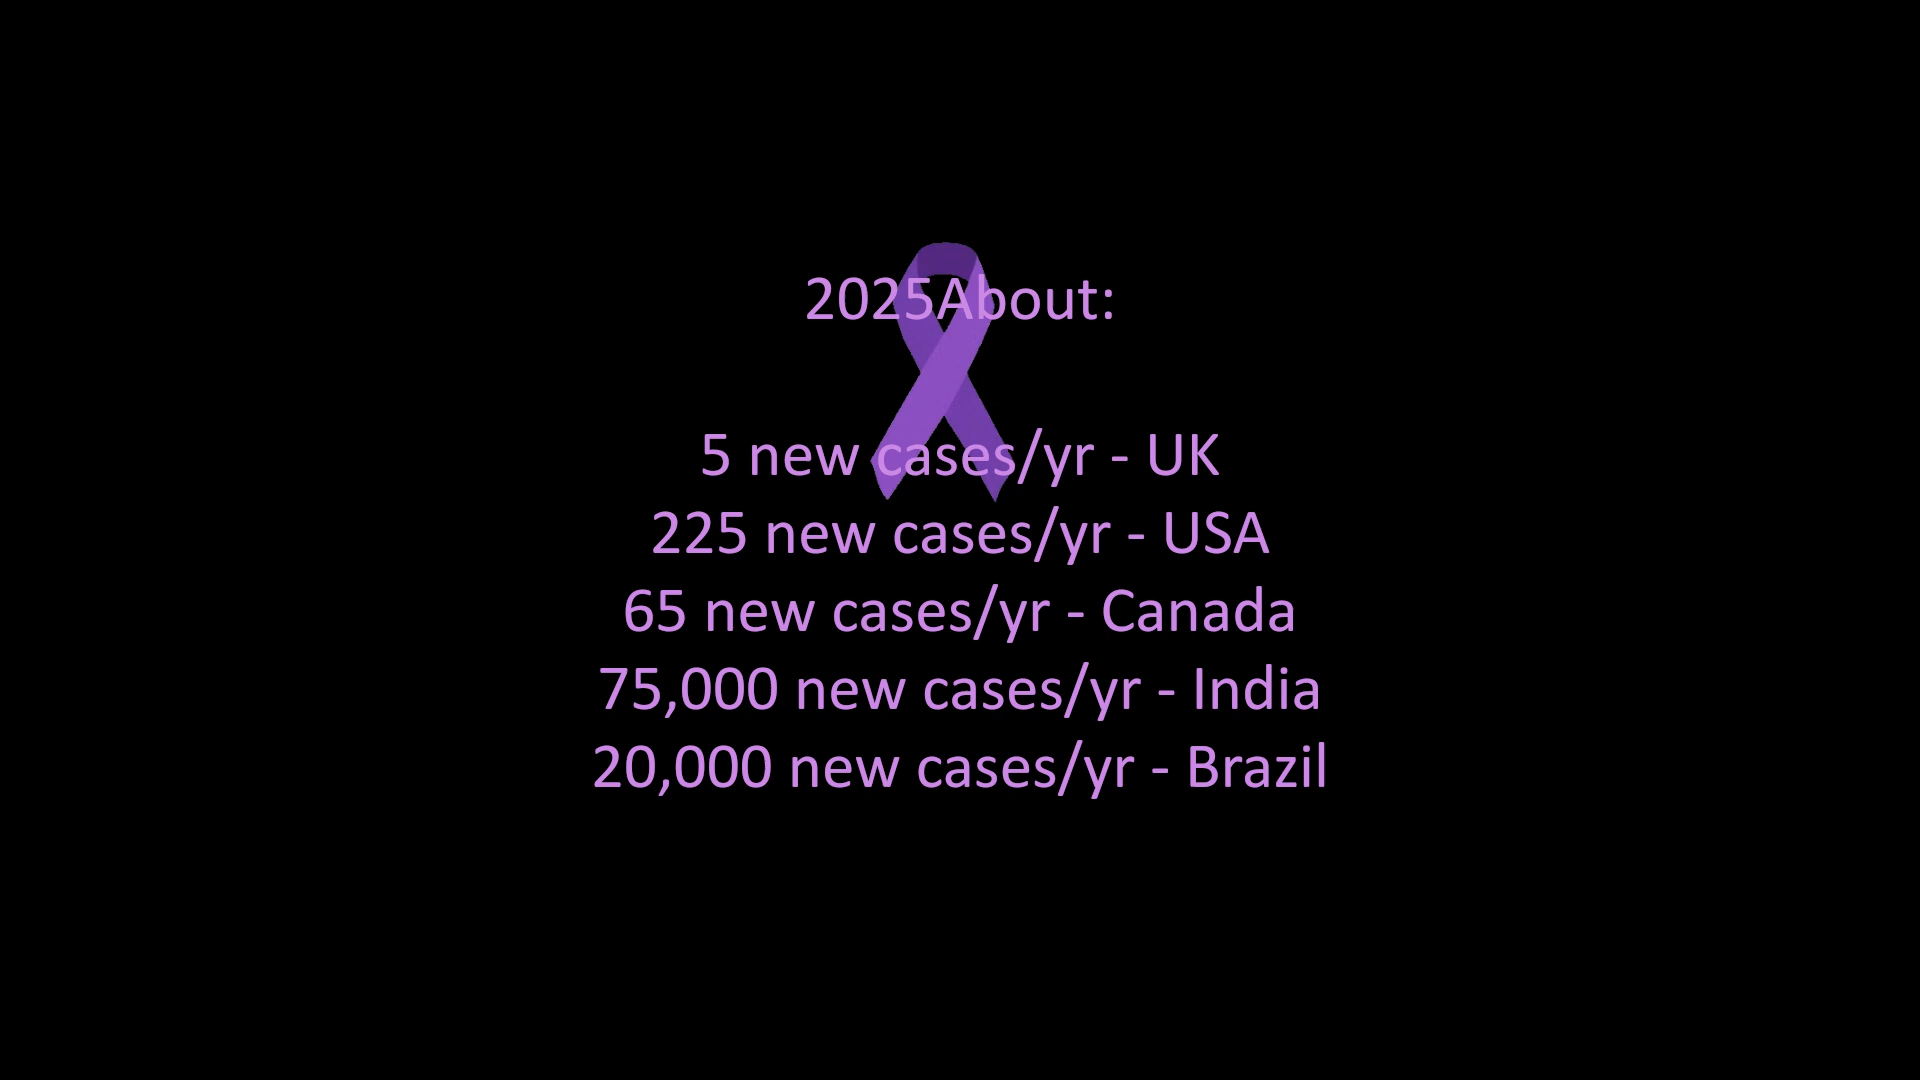 2025About:
5 new cases/yr - UK
225 new cases/yr - USA
65 new cases/yr - Canada
75,000 new cases/yr - India
20,000 new cases/yr - Brazil